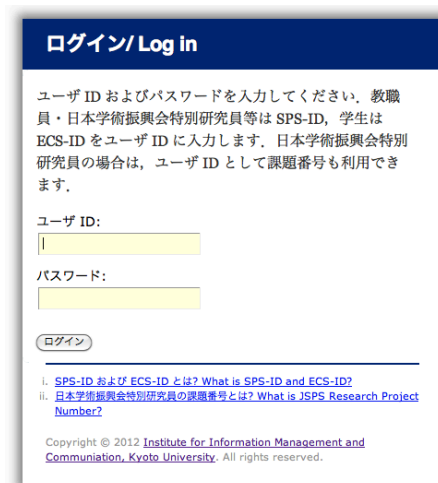 ログイン/ Log in
ユーザ ID およびパスワードを入力してください．教職
員・日本学術振興会特別研究員等は SPS-ID，学生は
ECS-ID をユーザ ID に入力します．日本学術振興会特別
研究員の場合は，ユーザ ID として課題番号も利用でき
ます．
ユーザ ID:
パスワード:
ログイン
i. SPS-ID および ECS-ID とは? What is SPS-ID and ECS-ID?
ii. 日本学術振興会特別研究員の課題番号とは? What is JSPS Research Project
Number?
Copyright © 2012 Institute for Information Management and
Communiation, Kyoto University. All rights reserved.